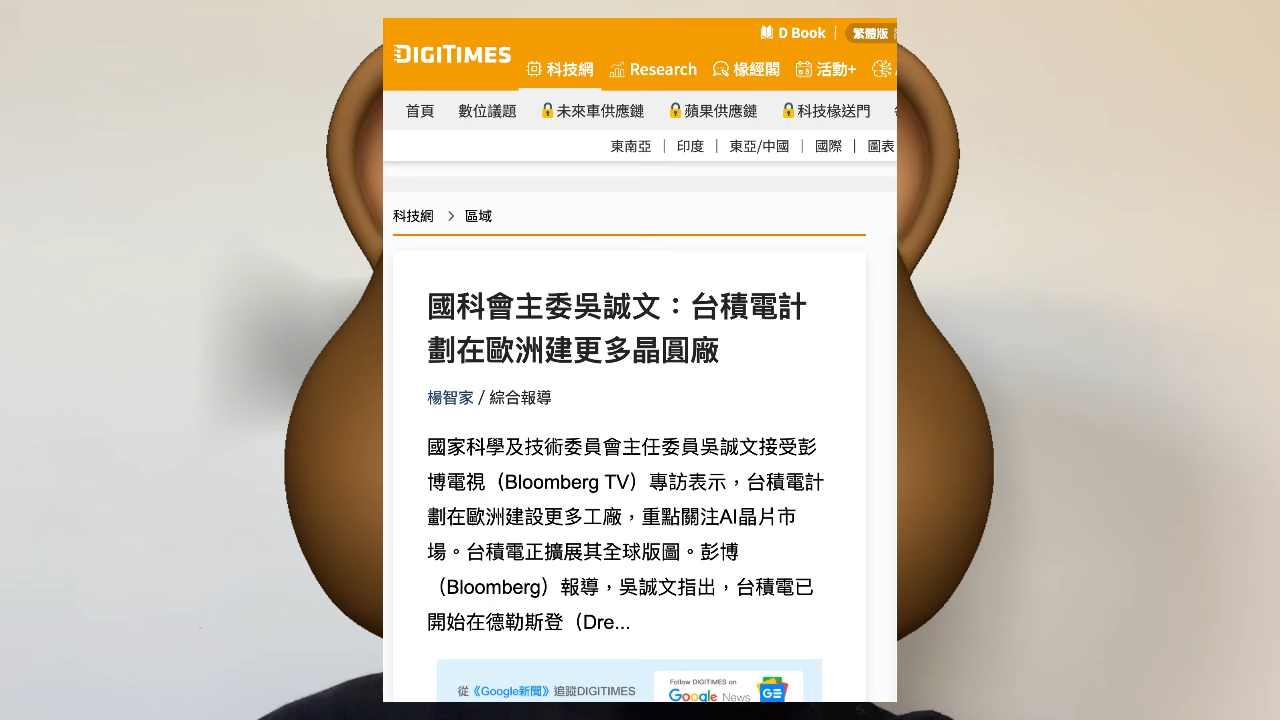 D Book
繁體版
DIGITIMES
科技網
Research
椽經閣
活動+
首頁
數位議題
未來車供應鏈
蘋果供應鏈
科技椽送門
東南亞 | 印度 | 東亞/中國 | 國際 | 圖表
科技網 > 區域
國科會主委吳誠文：台積電計
劃在歐洲建更多晶圓廠
楊智家 / 綜合報導
國家科學及技術委員會主任委員吳誠文接受彭
博電視（Bloomberg TV）專訪表示，台積電計
劃在歐洲建設更多工廠，重點關注AI晶片市
場。台積電正擴展其全球版圖。彭博
（Bloomberg）報導，吳誠文指出，台積電已
開始在德勒斯登（Dre...
從《Google新聞》追蹤DIGITIMES
Follow DIGITIMES on
Google News